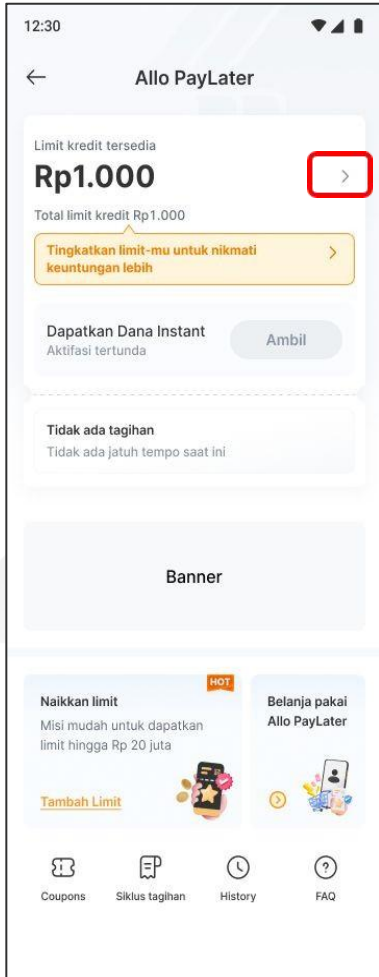 12:30
Allo PayLater
Limit kredit tersedia
Rp1.000
Total limit kredit Rp1.000
Tingkatkan limit-mu untuk nikmati
keuntungan lebih
Dapatkan Dana Instant
Aktifasi tertunda
Ambil
Tidak ada tagihan
Tidak ada jatuh tempo saat ini
Banner
HOT
Naikkan limit
Misi mudah untuk dapatkan
limit hingga Rp 20 juta
Tambah Limit
Belanja pakai
Allo PayLater
Coupons
Siklus tagihan
History
FAQ